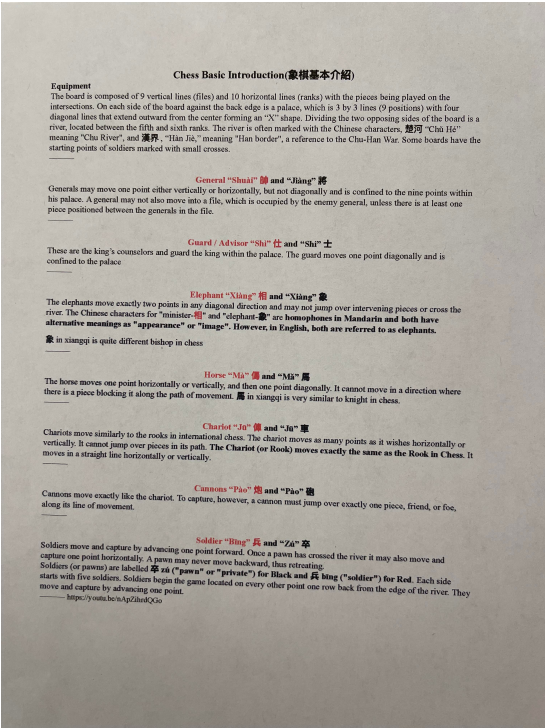 Chess Basic Introduction(象棋基本介紹)
Equipment
The board is composed of 9 vertical lines (files) and 10 horizontal lines (ranks) with the pieces being played on the
intersections. On each side of the board against the back edge is a palace, which is 3 by 3 lines (9 positions) with four
diagonal lines that extend outward from the center forming an “X” shape. Dividing the two opposing sides of the board is a
river, located between the fifth and sixth ranks. The river is often marked with the Chinese characters, 楚河 “Chǔ Hé”
meaning "Chu River", and 漢界 , “Hàn Jiè,” meaning "Han border", a reference to the Chu-Han War. Some boards have the
starting points of soldiers marked with small crosses.
General “Shuài” 帥 and “Jiàng” 將
Generals may move one point either vertically or horizontally, but not diagonally and is confined to the nine points within
his palace. A general may not also move into a file, which is occupied by the enemy general, unless there is at least one
piece positioned between the generals in the file.
Guard / Advisor “Shì” 仕 and “Shì” 士
These are the king’s counselors and guard the king within the palace. The guard moves one point diagonally and is
confined to the palace
Elephant “Xiàng” 相 and “Xiàng” 象
The elephants move exactly two points in any diagonal direction and may not jump over intervening pieces or cross the
river. The Chinese characters for "minister-相" and "elephant-象" are homophones in Mandarin and both have
alternative meanings as "appearance" or "image". However, in English, both are referred to as elephants.
象 in xiangqi is quite different bishop in chess
Horse “Mǎ” 傌 and “Mǎ” 馬
The horse moves one point horizontally or vertically, and then one point diagonally. It cannot move in a direction where
there is a piece blocking it along the path of movement. 馬 in xiangqi is very similar to knight in chess.
Chariot “Jū” 俥 and “Jū” 車
Chariots move similarly to the rooks in international chess. The chariot moves as many points as it wishes horizontally or
vertically. It cannot jump over pieces in its path. The Chariot (or Rook) moves exactly the same as the Rook in Chess. It
moves in a straight line horizontally or vertically.
Cannons “Pào” 炮 and “Pào” 砲
Cannons move exactly like the chariot. To capture, however, a cannon must jump over exactly one piece, friend, or foe,
along its line of movement.
Soldier “Bīng” 兵 and “Zú” 卒
Soldiers move and capture by advancing one point forward. Once a pawn has crossed the river it may also move and
capture one point horizontally. A pawn may never move backward, thus retreating.
Soldiers (or pawns) are labelled 卒 zú ("pawn" or "private") for Black and 兵 bīng ("soldier") for Red. Each side
starts with five soldiers. Soldiers begin the game located on every other point one row back from the edge of the river. They
move and capture by advancing one point.
https://youtu.be/nApZihrdQGo